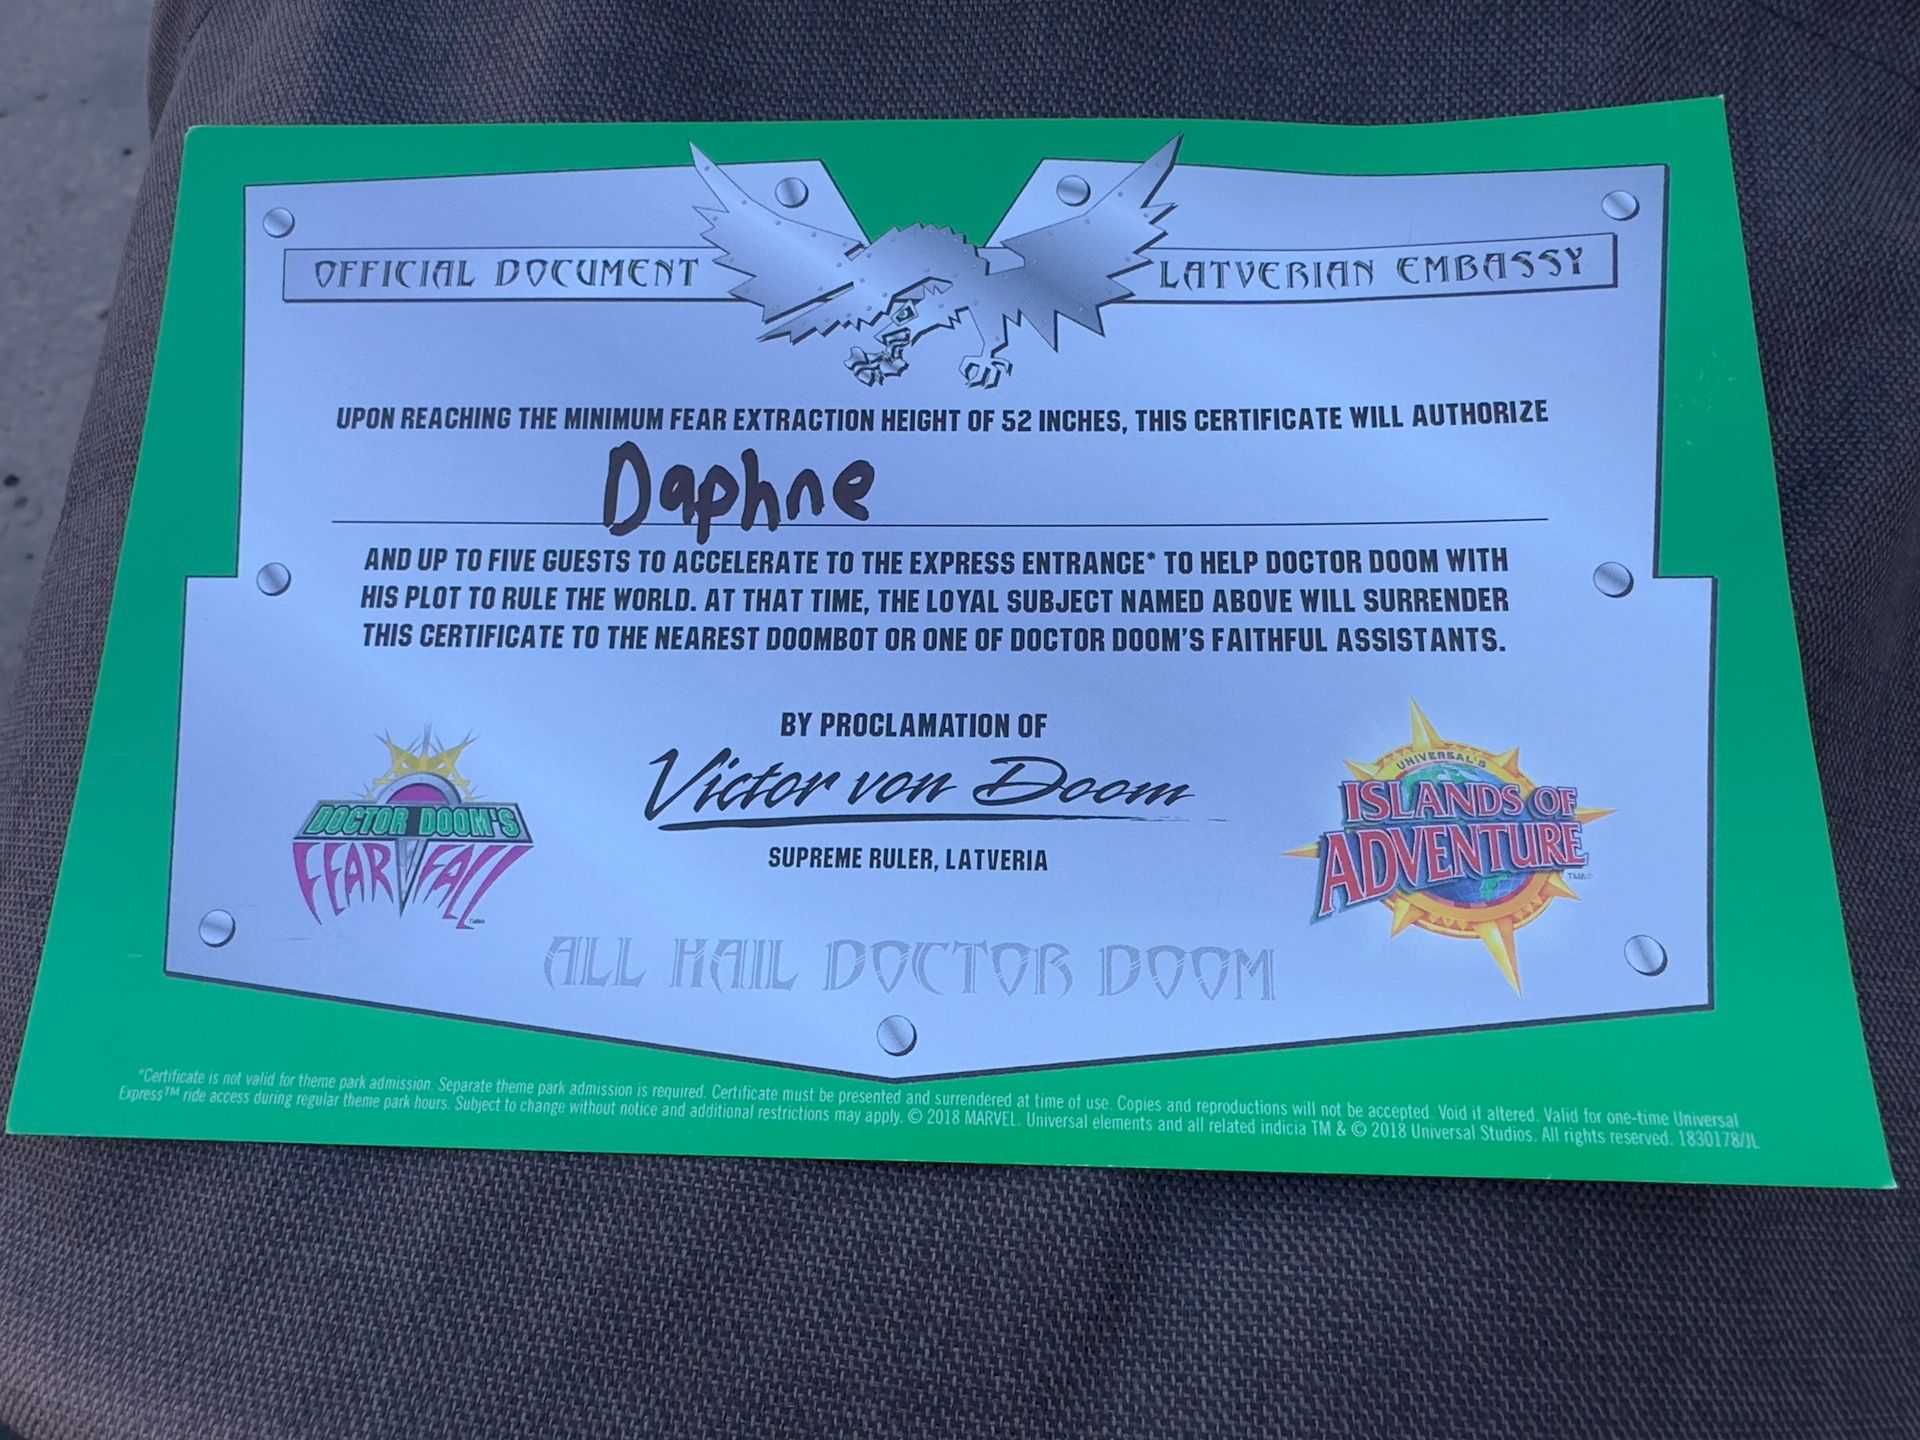 OFFICIAL DOCUMENT LATVERIAN EMBASSY
UPON REACHING THE MINIMUM FEAR EXTRACTION HEIGHT OF 52 INCHES, THIS CERTIFICATE WILL AUTHORIZE
Daphne
AND UP TO FIVE GUESTS TO ACCELERATE TO THE EXPRESS ENTRANCE* TO HELP DOCTOR DOOM WITH
HIS PLOT TO RULE THE WORLD. AT THAT TIME, THE LOYAL SUBJECT NAMED ABOVE WILL SURRENDER
THIS CERTIFICATE TO THE NEAREST DOOMBOT OR ONE OF DOCTOR DOOM'S FAITHFUL ASSISTANTS.
BY PROCLAMATION OF
Victor von Doom
SUPREME RULER, LATVERIA
DOCTOR DOOM'S
FEARFALL
UNIVERSAL'S
ISLANDS OF
ADVENTURE
ALL HAIL DOCTOR DOOM
*Certificate is not valid for theme park admission. Separate theme park admission is required. Certificate must be presented and surrendered at time of use. Copies and reproductions will not be accepted. Void if altered. Valid for one-time Universal
Express™ ride access during regular theme park hours. Subject to change without notice and additional restrictions may apply. © 2018 MARVEL. Universal elements and all related indicia TM & © 2018 Universal Studios. All rights reserved. 1830178/JL